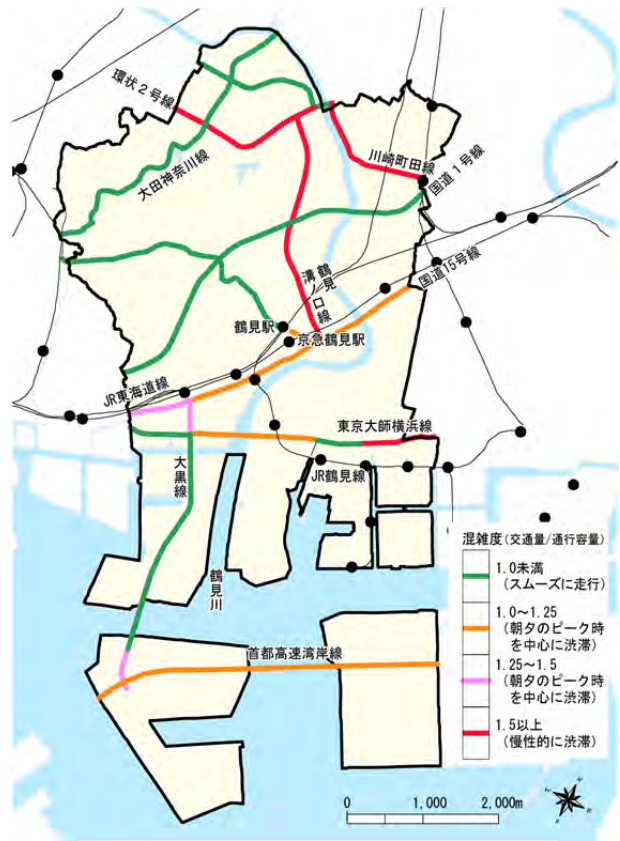 環状2号線
大田神奈川線
川崎町田線
国道1号線
鶴見
溝口線
国道15号線
鶴見駅
京急鶴見駅
JR東海道線
東京大師横浜線
JR鶴見線
大黒線
鶴見川
首都高速湾岸線
混雑度(交通量/通行容量)
1.0未満
(スムーズに走行)
1.0~1.25
(朝夕のピーク時
を中心に渋滞)
1.25~1.5
(朝夕のピーク時
を中心に渋滞)
1.5以上
(慢性的に渋滞)
0 1,000 2,000m